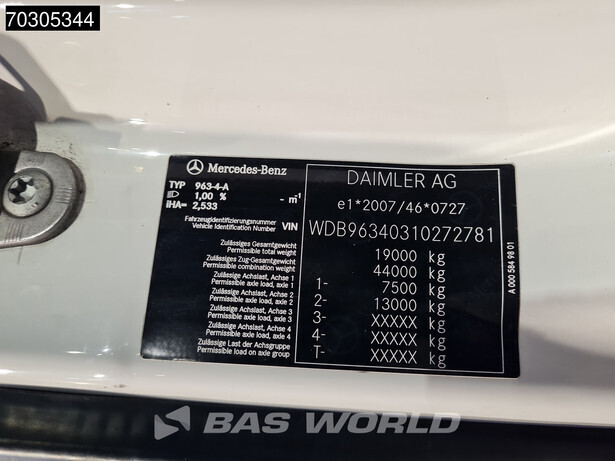 70305344
Mercedes-Benz
DAIMLER AG
TYP 963-4-A
1,00 % - m¹
iHA= 2,533
e1*2007/46*0727
Fahrzeugidentifizierungsnummer
Vehicle Identification Number VIN
WDB96340310272781
Zulässiges Gesamtgewicht
Permissible total weight
19000 kg
Zulässiges Zug-Gesamtgewicht
Permissible combination weight
44000 kg
Zulässige Achslast, Achse 1
Permissible axle load, axle 1
1- 7500 kg
Zulässige Achslast, Achse 2
Permissible axle load, axle 2
2- 13000 kg
Zulässige Achslast, Achse 3
Permissible axle load, axle 3
3- XXXXX kg
Zulässige Achslast, Achse 4
Permissible axle load, axle 4
4- XXXXX kg
Zulässige Last der Achsgruppe
Permissible load on axle group
T- XXXXX kg
A 000 584 98 01
BAS WORLD